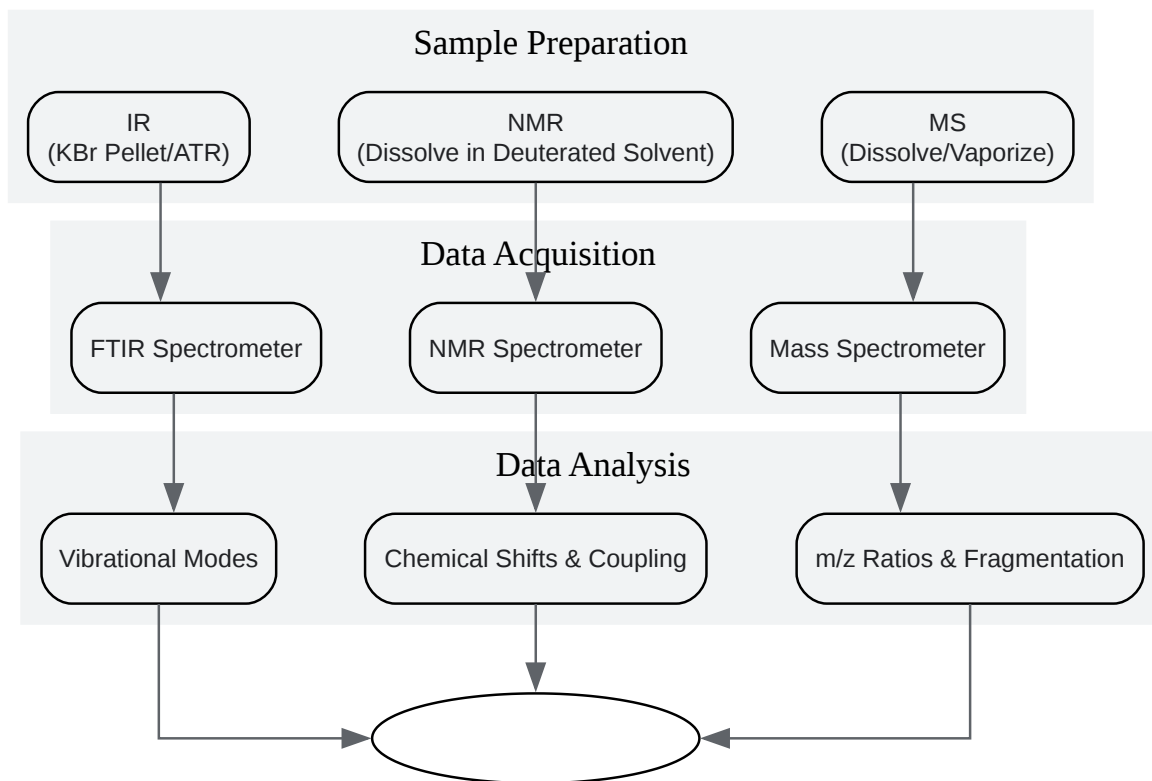 Sample Preparation
IR
(KBr Pellet/ATR)
NMR
(Dissolve in Deuterated Solvent)
MS
(Dissolve/Vaporize)
Data Acquisition
FTIR Spectrometer
NMR Spectrometer
Mass Spectrometer
Data Analysis
Vibrational Modes
Chemical Shifts & Coupling
m/z Ratios & Fragmentation